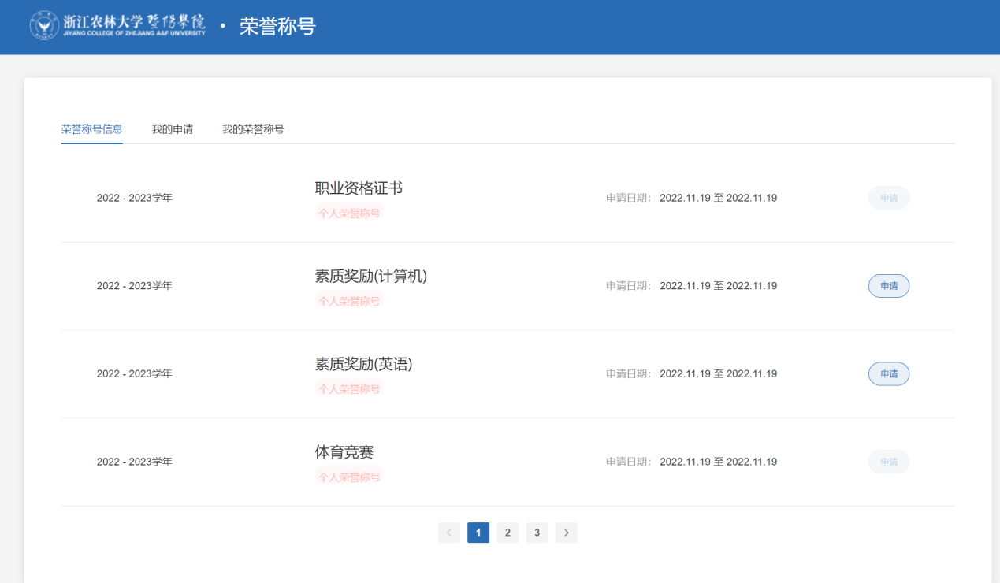 浙江农林大学暨阳学院 · 荣誉称号
JIYANG COLLEGE OF ZHEJIANG A&F UNIVERSITY
荣誉称号信息 我的申请 我的荣誉称号
2022 - 2023学年 职业资格证书 申请日期： 2022.11.19 至 2022.11.19 申请
个人荣誉称号
2022 - 2023学年 素质奖励(计算机) 申请日期： 2022.11.19 至 2022.11.19 申请
个人荣誉称号
2022 - 2023学年 素质奖励(英语) 申请日期： 2022.11.19 至 2022.11.19 申请
个人荣誉称号
2022 - 2023学年 体育竞赛 申请日期： 2022.11.19 至 2022.11.19 申请
个人荣誉称号
< 1 2 3 >